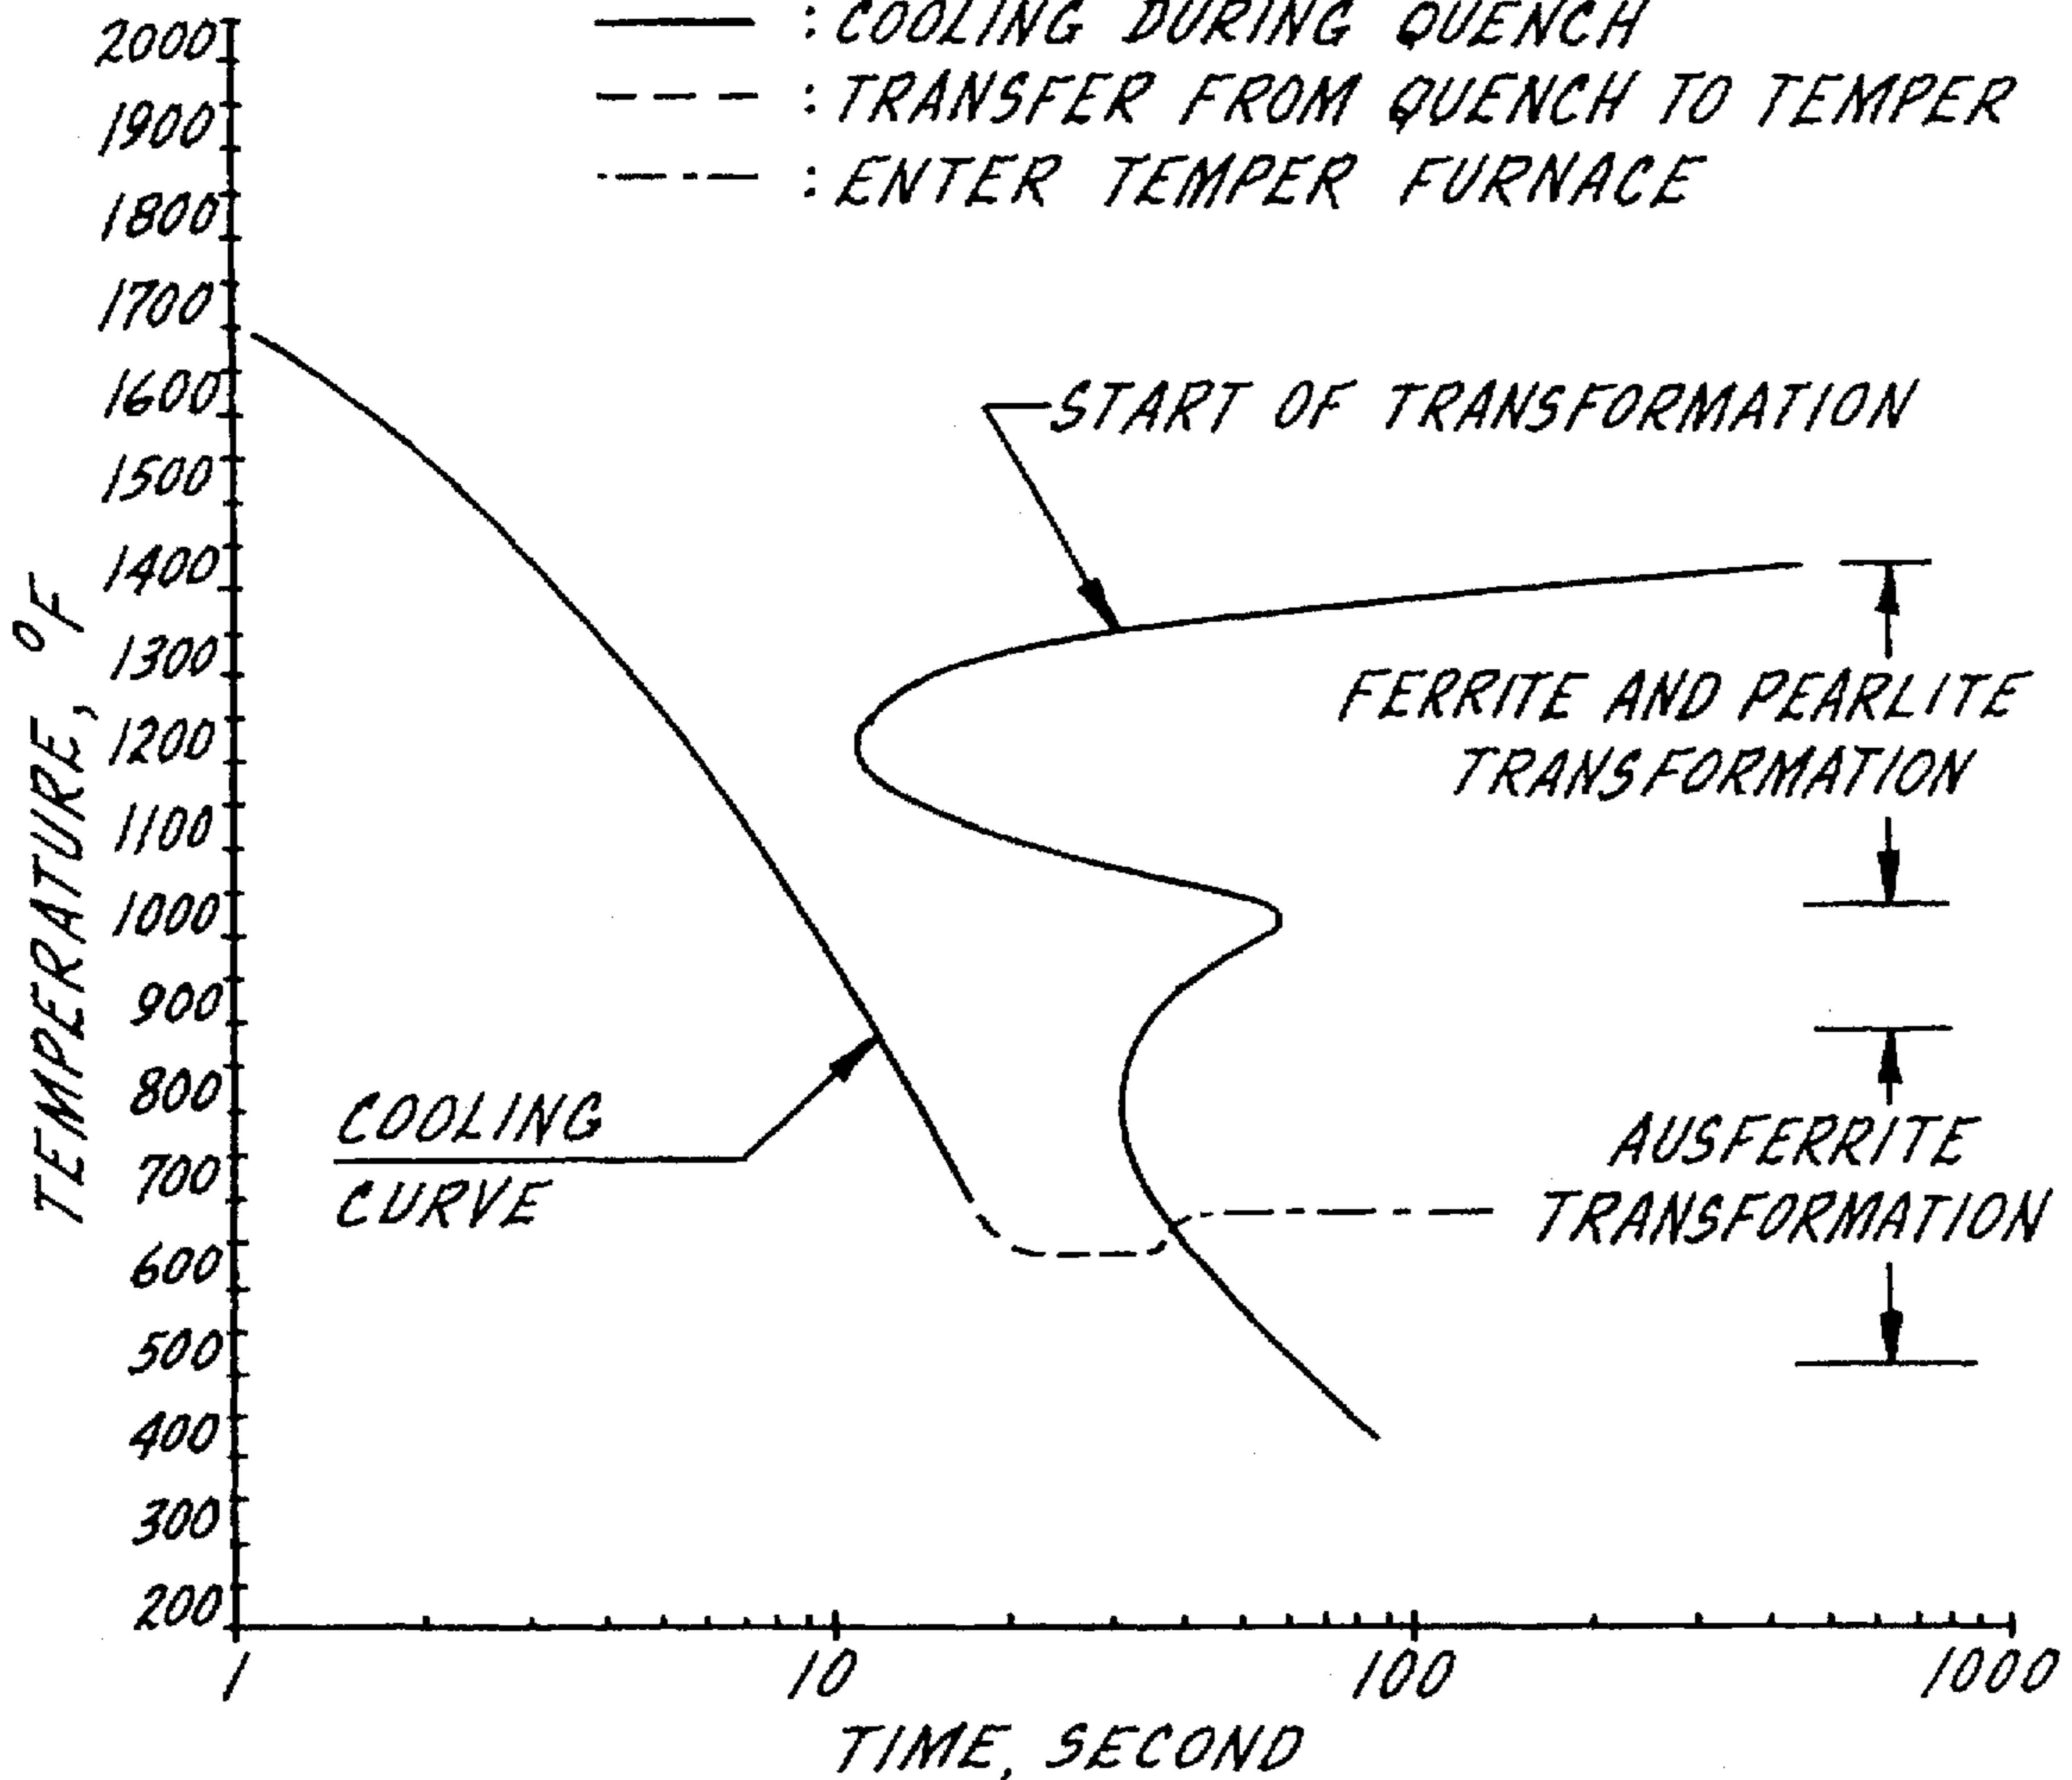 : COOLING DURING QUENCH
: TRANSFER FROM QUENCH TO TEMPER
: ENTER TEMPER FURNACE
2000
1900
1800
1700
1600
1500
1400
1300
1200
1100
1000
900
800
700
600
500
400
300
200
TEMPERATURE, °F
START OF TRANSFORMATION
FERRITE AND PEARLITE
TRANSFORMATION
COOLING
CURVE
AUSFERRITE
TRANSFORMATION
1 10 100 1000
TIME, SECOND